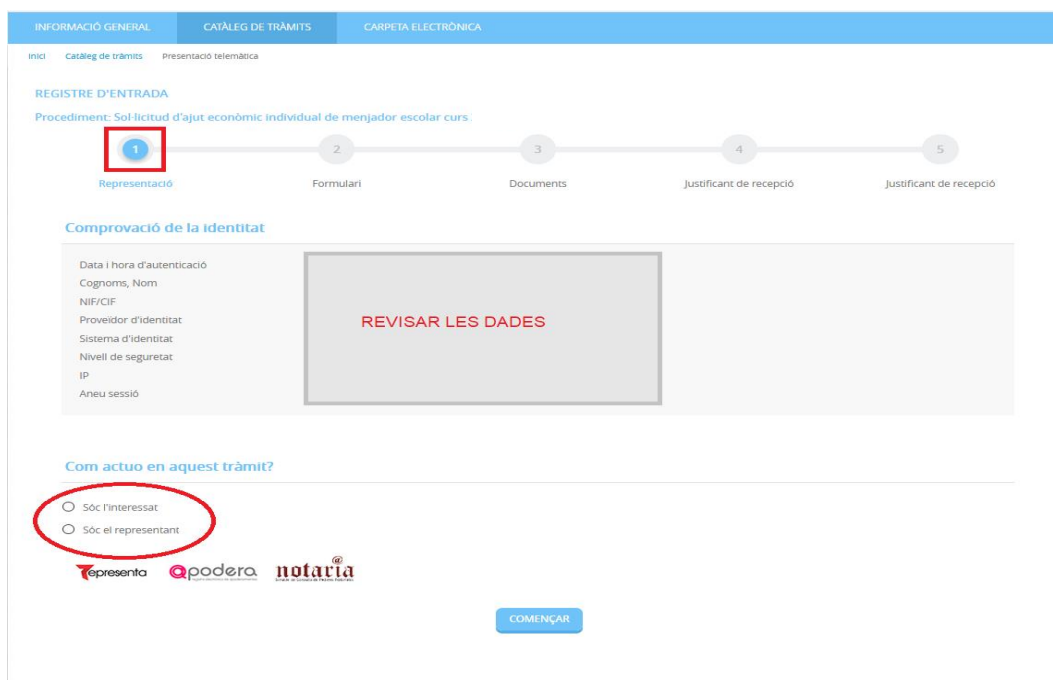 INFORMACIÓ GENERAL CATÀLEG DE TRÀMITS CARPETA ELECTRÒNICA
Inici Catàleg de tràmits Presentació telemàtica
REGISTRE D'ENTRADA
Procediment: Sol·licitud d'ajut econòmic individual de menjador escolar curs.
1 2 3 4 5
Representació Formulari Documents Justificant de recepció Justificant de recepció
Comprovació de la identitat
Data i hora d'autenticació
Cognoms, Nom
NIF/CIF
Proveïdor d'identitat
Sistema d'identitat
Nivell de seguretat
IP
Aneu sessió
REVISAR LES DADES
Com actuo en aquest tràmit?
Sóc l'interessat
Sóc el representant
representa @podera notaria
COMENÇAR